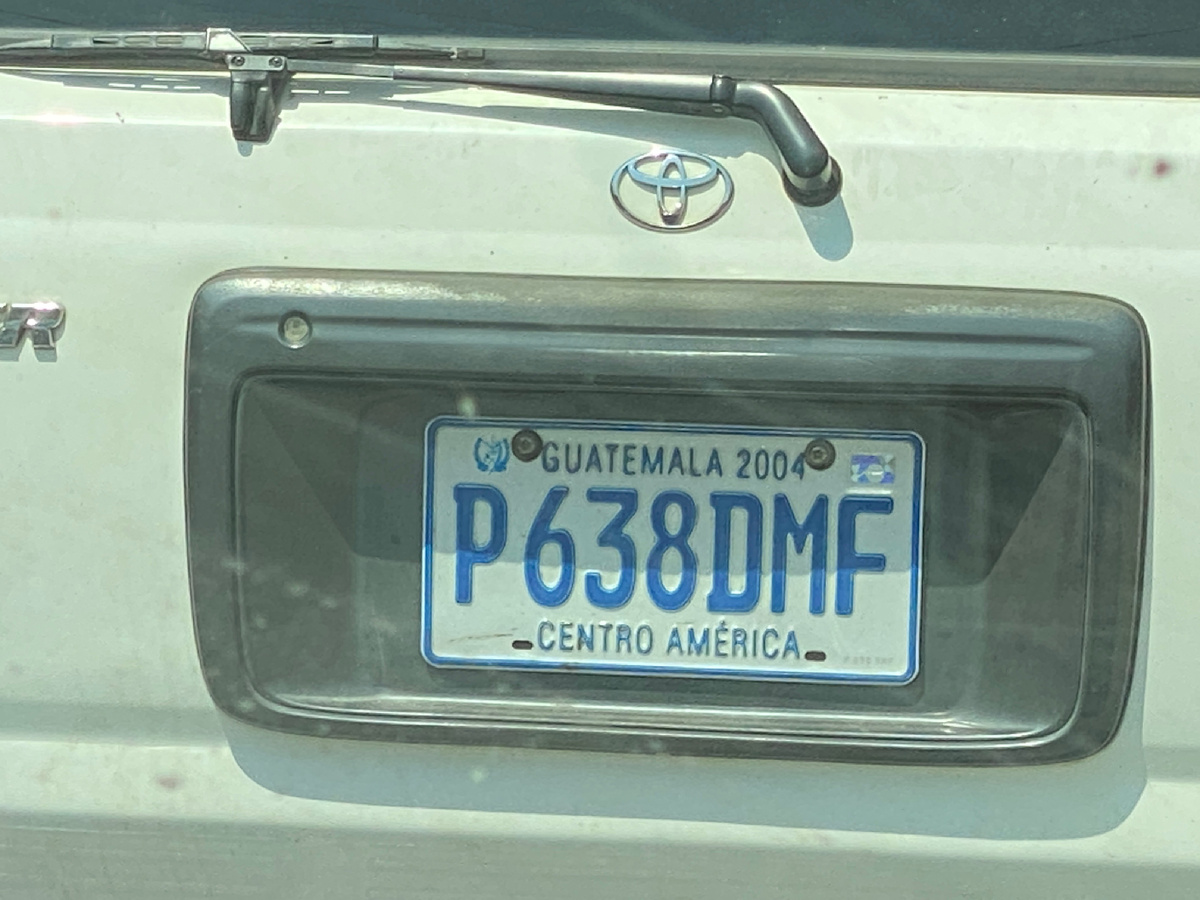 GUATEMALA 2004
P638DMF
CENTRO AMÉRICA